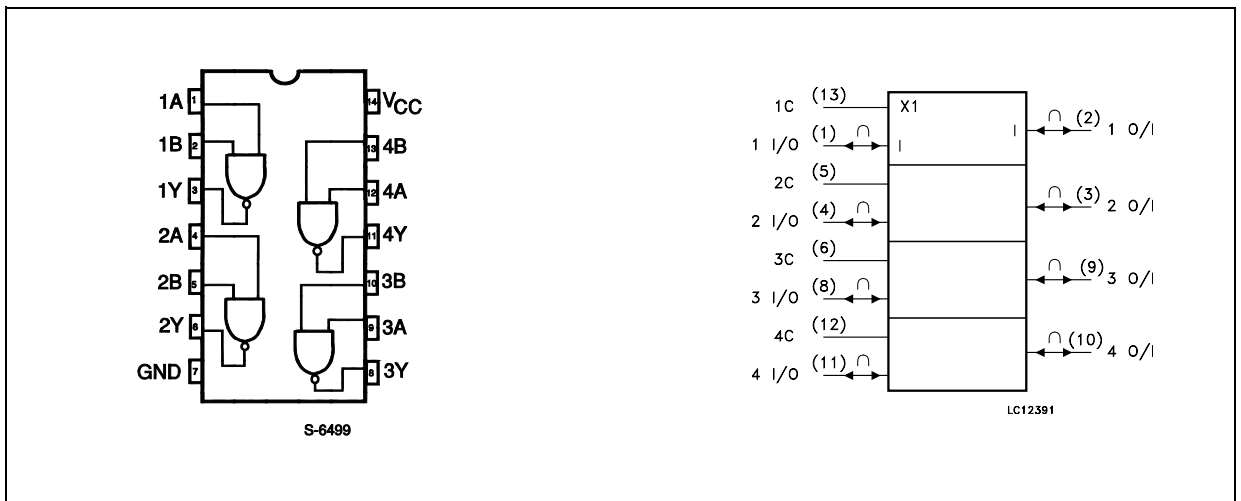 1A 1 14 VCC
1B 2 13 4B
1Y 3 12 4A
2A 4 11 4Y
2B 5 10 3B
2Y 6 9 3A
GND 7 8 3Y
S-6499
1C (13) X1
(2) 1 O/I
1 I/O (1) ∩ I
I ∩
2C (5)
∩ (3) 2 O/I
2 I/O (4) ∩
3C (6)
∩ (9) 3 O/I
3 I/O (8) ∩
4C (12)
∩ (10) 4 O/I
4 I/O (11) ∩
LC12391